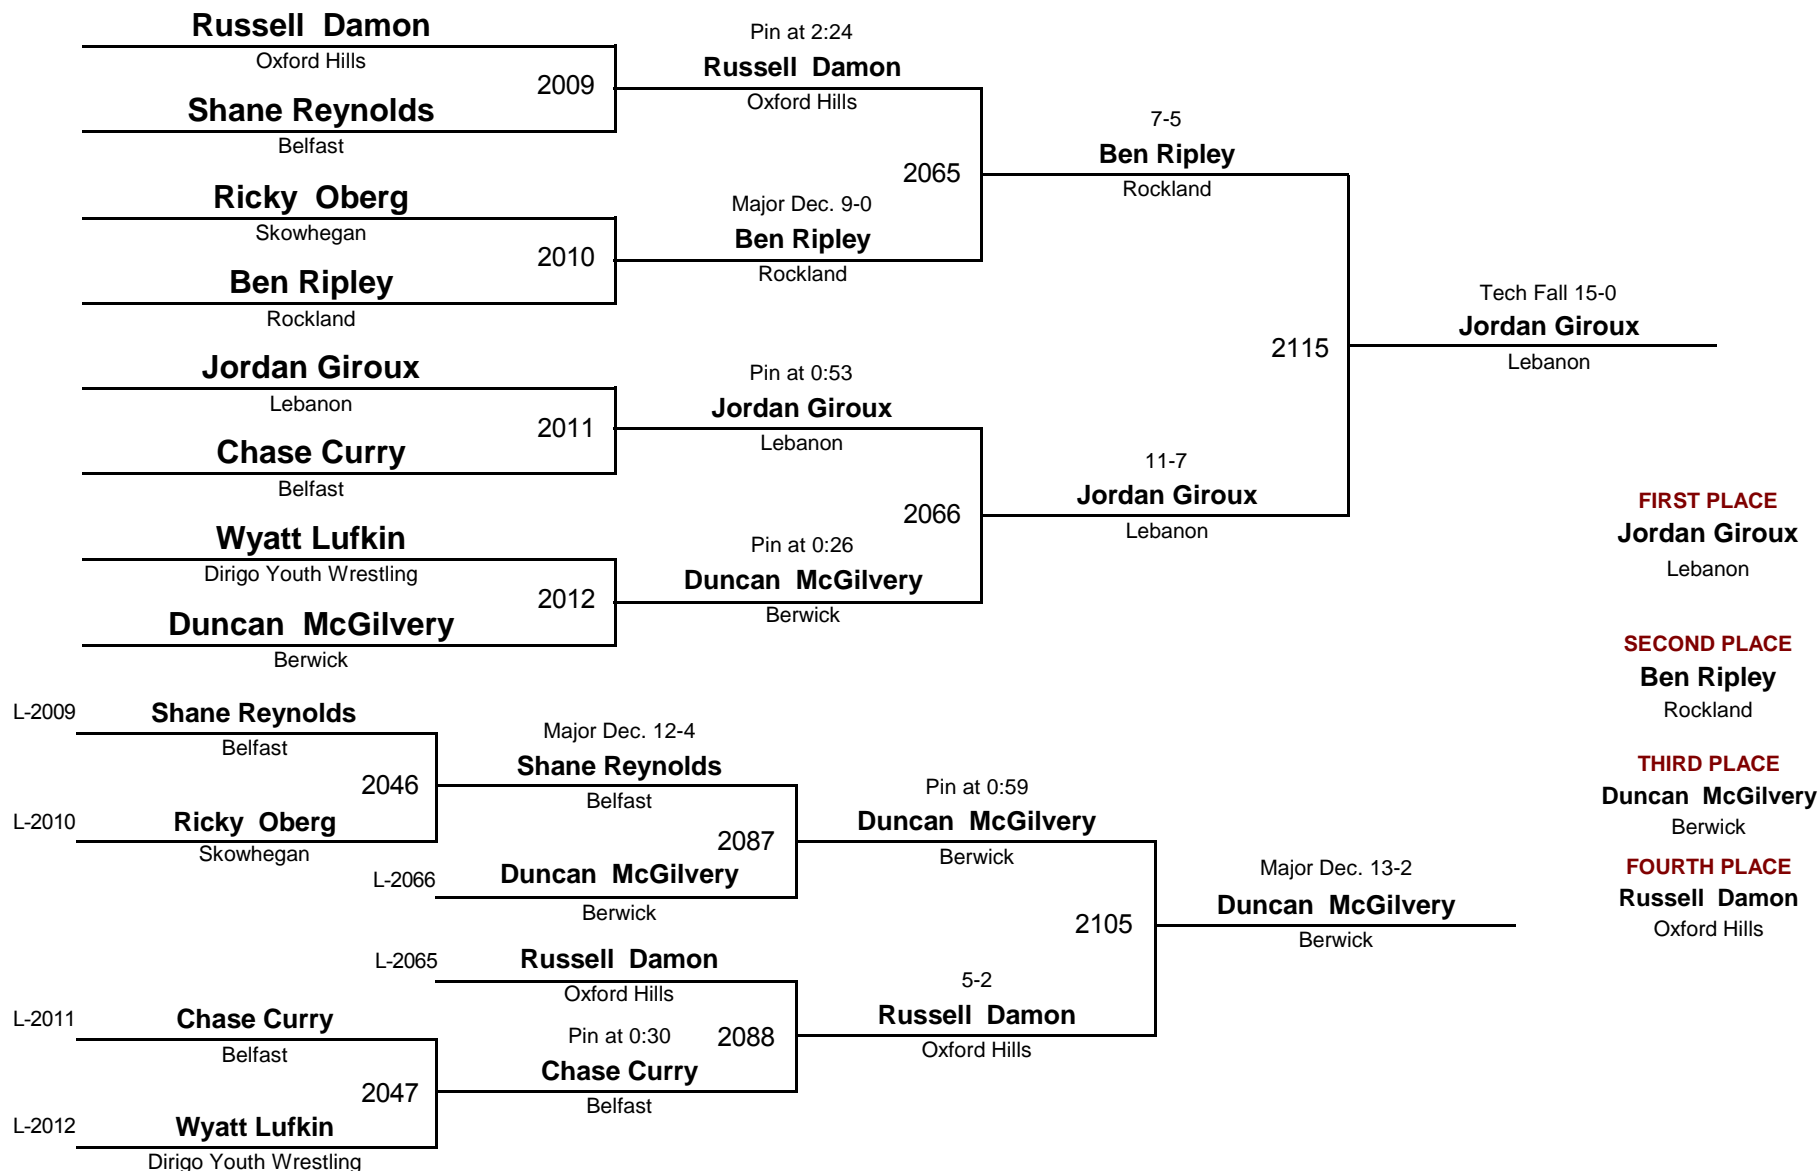 Russell  Damon
Oxford Hills
2009
Shane Reynolds
Belfast
Pin at 2:24
Russell  Damon
Oxford Hills
2065
Ricky  Oberg
Skowhegan
2010
Ben Ripley
Rockland
Major Dec. 9-0
Ben Ripley
Rockland
7-5
Ben Ripley
Rockland
2115
Tech Fall 15-0
Jordan Giroux
Lebanon
Jordan Giroux
Lebanon
2011
Chase Curry
Belfast
Pin at 0:53
Jordan Giroux
Lebanon
2066
Wyatt Lufkin
Dirigo Youth Wrestling
2012
Duncan  McGilvery
Berwick
Pin at 0:26
Duncan  McGilvery
Berwick
11-7
Jordan Giroux
Lebanon
FIRST PLACE
Jordan Giroux
Lebanon
SECOND PLACE
Ben Ripley
Rockland
THIRD PLACE
Duncan  McGilvery
Berwick
FOURTH PLACE
Russell  Damon
Oxford Hills
L-2009
Shane Reynolds
Belfast
2046
L-2010
Ricky  Oberg
Skowhegan
Major Dec. 12-4
Shane Reynolds
Belfast
2087
L-2066
Duncan  McGilvery
Berwick
Pin at 0:59
Duncan  McGilvery
Berwick
2105
Major Dec. 13-2
Duncan  McGilvery
Berwick
L-2065
Russell  Damon
Oxford Hills
2088
L-2011
Chase Curry
Belfast
2047
L-2012
Wyatt Lufkin
Dirigo Youth Wrestling
Pin at 0:30
Chase Curry
Belfast
5-2
Russell  Damon
Oxford Hills